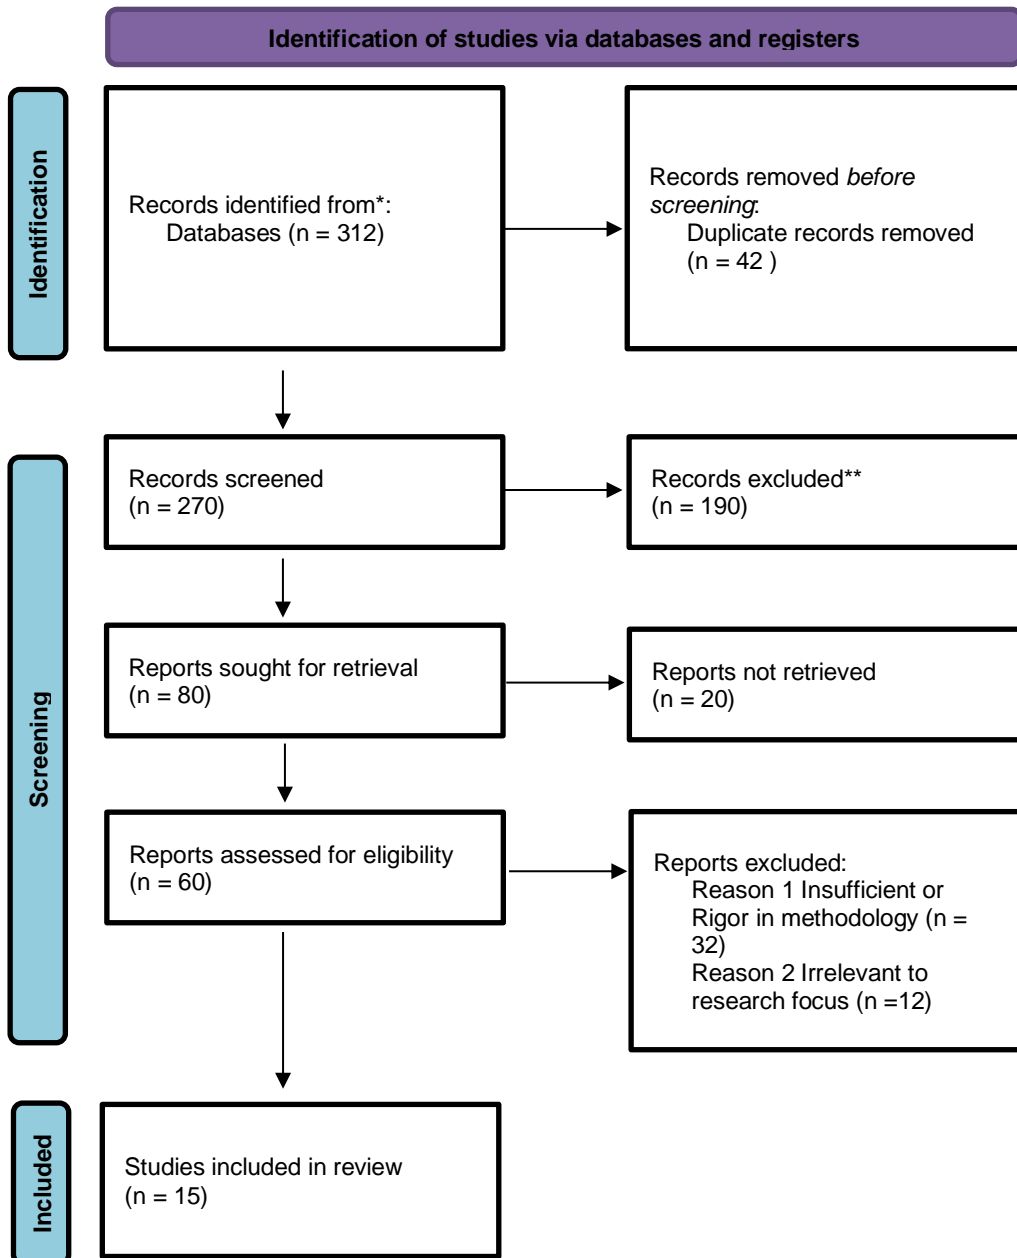 Identification of studies via databases and registers
Identification
Records identified from*:
Databases (n = 312)
Records removed before
screening:
Duplicate records removed
(n = 42 )
Screening
Records screened
(n = 270)
Records excluded**
(n = 190)
Reports sought for retrieval
(n = 80)
Reports not retrieved
(n = 20)
Reports assessed for eligibility
(n = 60)
Reports excluded:
Reason 1 Insufficient or
Rigor in methodology (n =
32)
Reason 2 Irrelevant to
research focus (n =12)
Included
Studies included in review
(n = 15)